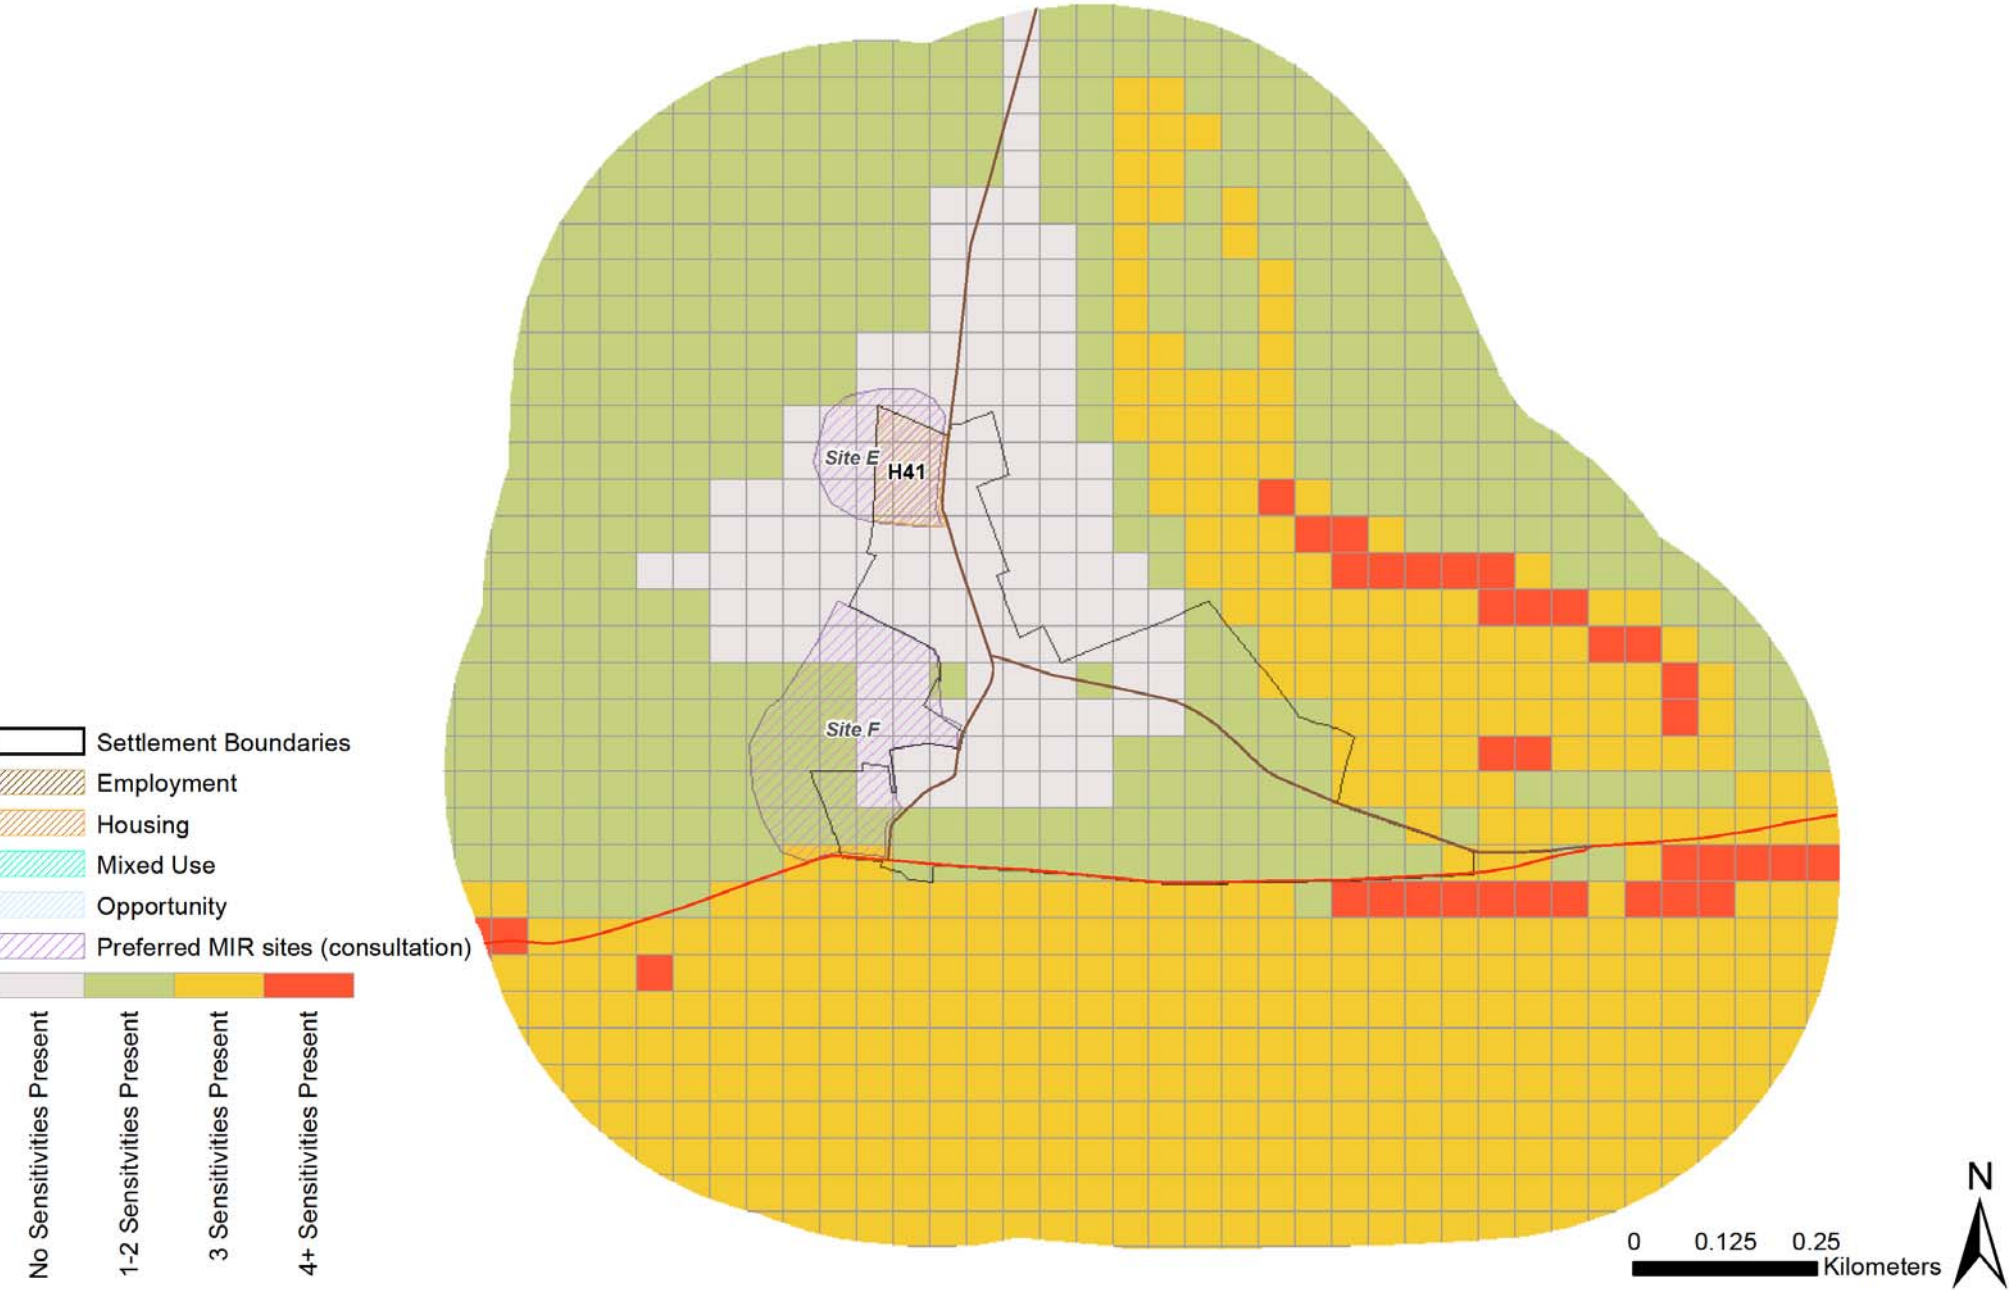 Site E
H41
Site F
Settlement Boundaries
Employment
Housing
Mixed Use
Opportunity
Preferred MIR sites (consultation)
No Sensitivities Present
1-2 Sensitvities Present
3 Sensitivities Present
4+ Sensitivities Present
N
0 0.125 0.25
Kilometers